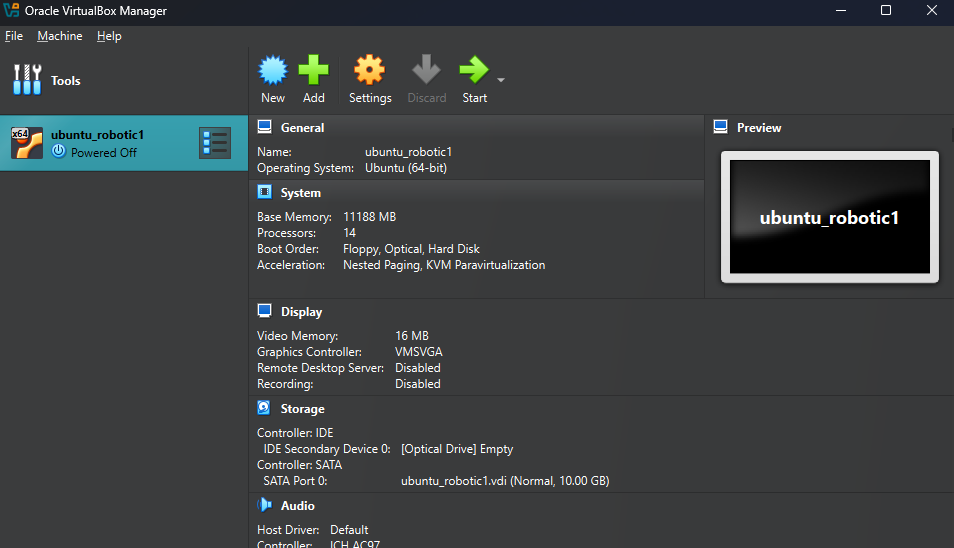 Oracle VirtualBox Manager
File Machine Help
Tools
New Add Settings Discard Start
x64
ubuntu_robotic1
Powered Off
General
Name: ubuntu_robotic1
Operating System: Ubuntu (64-bit)
System
Base Memory: 11188 MB
Processors: 14
Boot Order: Floppy, Optical, Hard Disk
Acceleration: Nested Paging, KVM Paravirtualization
Preview
ubuntu_robotic1
Display
Video Memory: 16 MB
Graphics Controller: VMSVGA
Remote Desktop Server: Disabled
Recording: Disabled
Storage
Controller: IDE
IDE Secondary Device 0: [Optical Drive] Empty
Controller: SATA
SATA Port 0: ubuntu_robotic1.vdi (Normal, 10.00 GB)
Audio
Host Driver: Default
Controller: ICH AC97